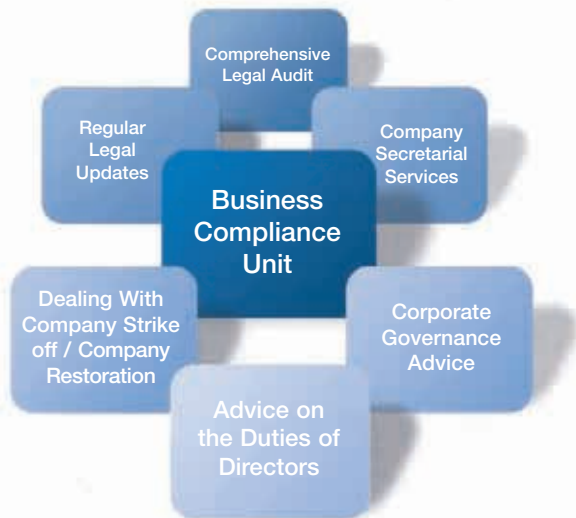 Comprehensive
Legal Audit
Regular
Legal
Updates
Company
Secretarial
Services
Business
Compliance
Unit
Dealing With
Company Strike
off / Company
Restoration
Corporate
Governance
Advice
Advice on
the Duties of
Directors